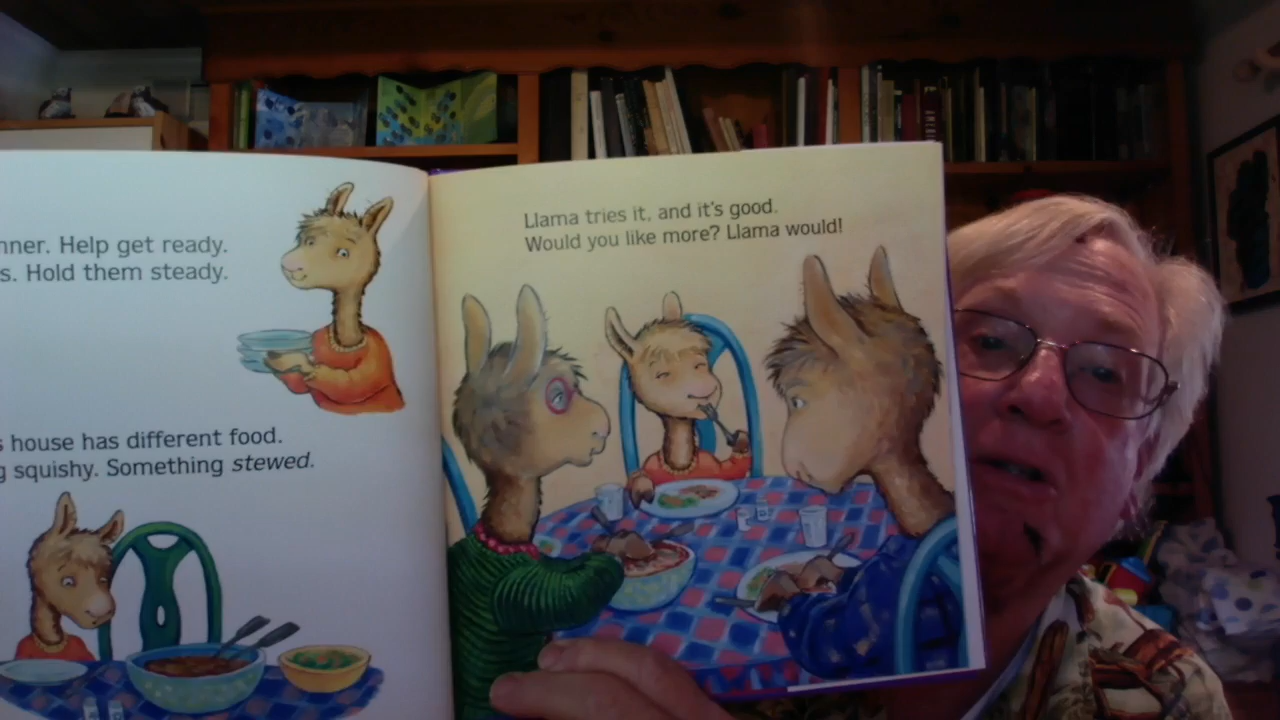 nner. Help get ready.
s. Hold them steady.
s house has different food.
g squishy. Something stewed.
Llama tries it, and it's good.
Would you like more? Llama would!